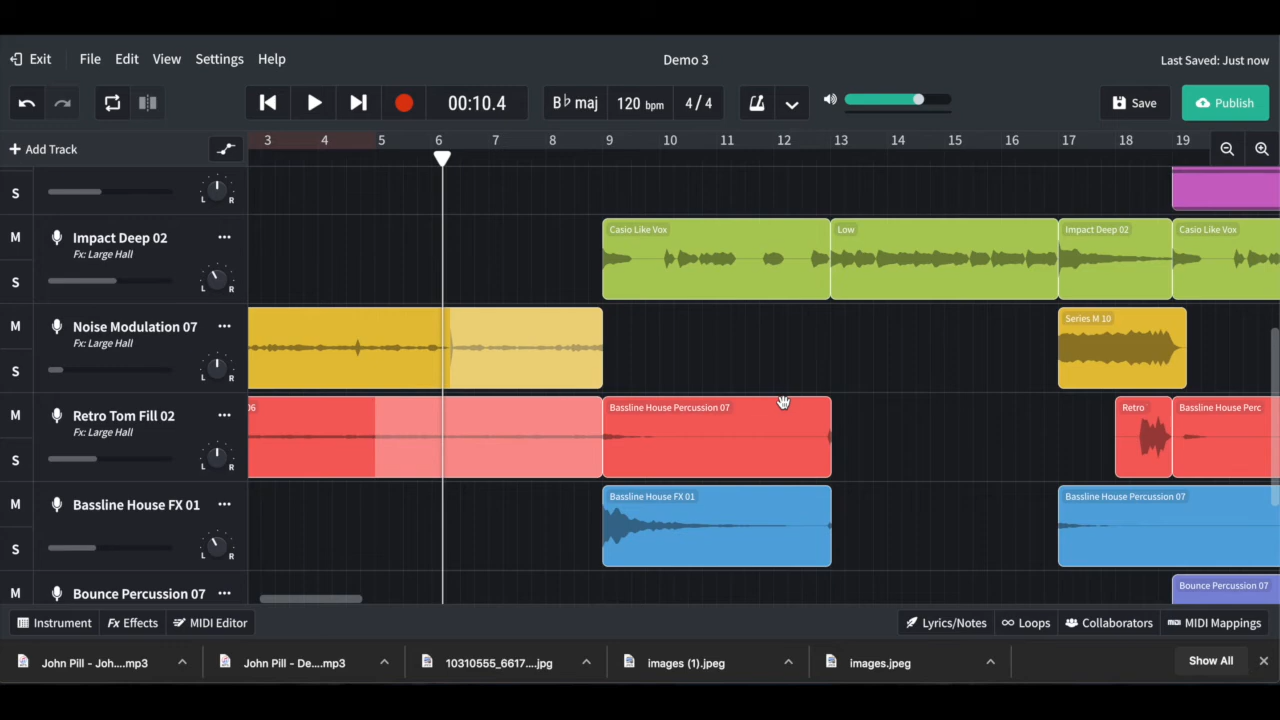 Exit File Edit View Settings Help Demo 3 Last Saved: Just now
00:10.4 B♭ maj 120 bpm 4 / 4 Save Publish
Add Track 3 4 5 6 7 8 9 10 11 12 13 14 15 16 17 18 19
S L R
M Impact Deep 02 Casio Like Vox Low Impact Deep 02 Casio Like Vox
Fx: Large Hall
S L R
M Noise Modulation 07 Series M 10
Fx: Large Hall
S L R
M Retro Tom Fill 02 06 Bassline House Percussion 07 Retro Bassline House Perc
Fx: Large Hall
S L R
M Bassline House FX 01 Bassline House FX 01 Bassline House Percussion 07
S L R
M Bounce Percussion 07 Bounce Percussion 07
Instrument Fx Effects MIDI Editor Lyrics/Notes Loops Collaborators MIDI Mappings
John Pill - Joh....mp3 John Pill - De....mp3 10310555_6617....jpg images (1).jpeg images.jpeg Show All